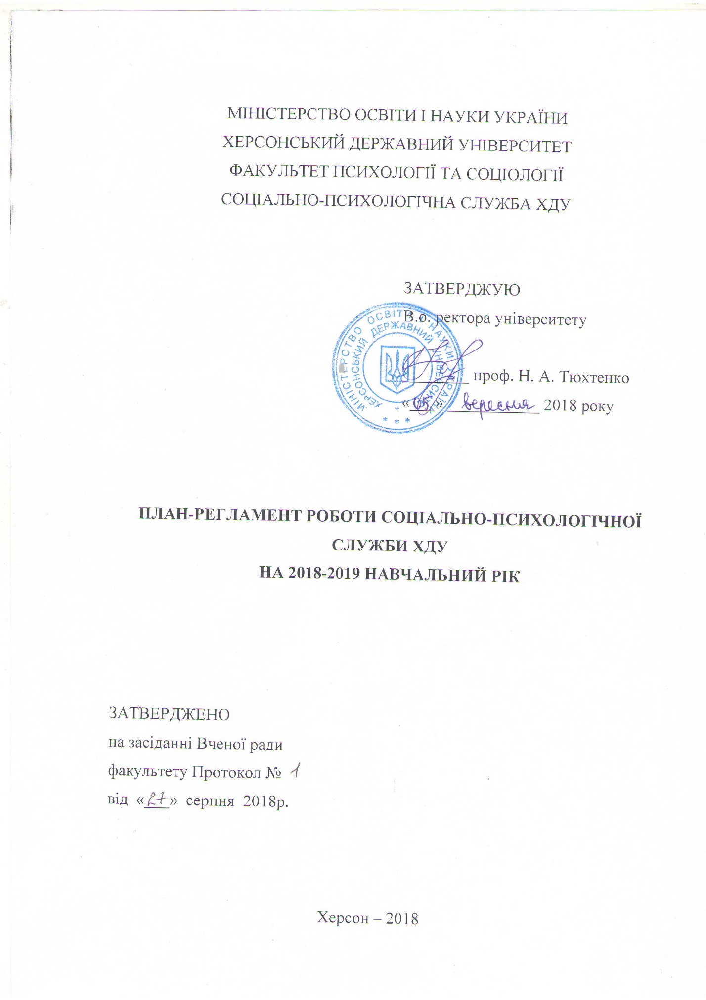 МІНІСТЕРСТВО ОСВІТИ І НАУКИ УКРАЇНИ
ХЕРСОНСЬКИЙ ДЕРЖАВНИЙ УНІВЕРСИТЕТ
ФАКУЛЬТЕТ ПСИХОЛОГІЇ ТА СОЦІОЛОГІЇ
СОЦІАЛЬНО-ПСИХОЛОГІЧНА СЛУЖБА ХДУ
ЗАТВЕРДЖУЮ
В.о. ректора університету
МІНІСТЕРСТВО ОСВІТИ І НАУКИ УКРАЇНИ
ХЕРСОНСЬКИЙ ДЕРЖАВНИЙ УНІВЕРСИТЕТ
* * * *
________ проф. Н. А. Тюхтенко
«05» вересня 2018 року
ПЛАН-РЕГЛАМЕНТ РОБОТИ СОЦІАЛЬНО-ПСИХОЛОГІЧНОЇ
СЛУЖБИ ХДУ
НА 2018-2019 НАВЧАЛЬНИЙ РІК
ЗАТВЕРДЖЕНО
на засіданні Вченої ради
факультету Протокол № 1
від «27» серпня 2018р.
Херсон – 2018